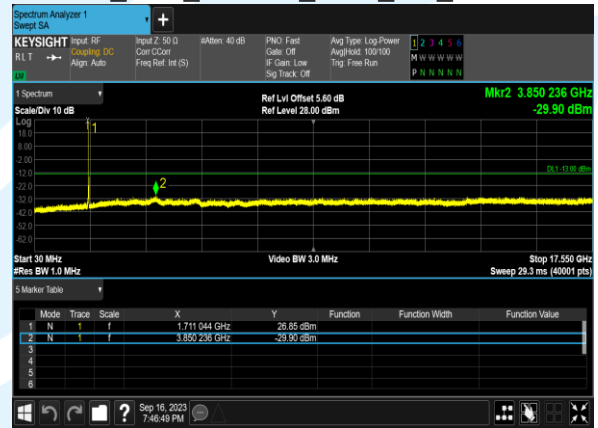 Spectrum Analyzer 1
Swept SA
KEYSIGHT Input: RF Input Z: 50 Ω #Atten: 40 dB PNO: Fast Avg Type: Log-Power 1 2 3 4 5 6
RLT Coupling: DC Corr CCorr Gate: Off Avg|Hold: 100/100 M W W W W W
Align: Auto Freq Ref: Int (S) IF Gain: Low Trig: Free Run
Sig Track: Off P N N N N N
1 Spectrum Ref Lvl Offset 5.60 dB Mkr2 3.850 236 GHz
Scale/Div 10 dB Ref Level 28.00 dBm -29.90 dBm
Log
18.0 1
8.00
-2.00
-12.0 DL1 -13.00 dBm
-22.0 2
-32.0
-42.0
-52.0
-62.0
Start 30 MHz Video BW 3.0 MHz Stop 17.550 GHz
#Res BW 1.0 MHz Sweep 29.3 ms (40001 pts)
5 Marker Table
Mode Trace Scale X Y Function Function Width Function Value
1 N 1 f 1.711 044 GHz 26.85 dBm
2 N 1 f 3.850 236 GHz -29.90 dBm
3
4
5
6
? Sep 16, 2023
7:46:49 PM